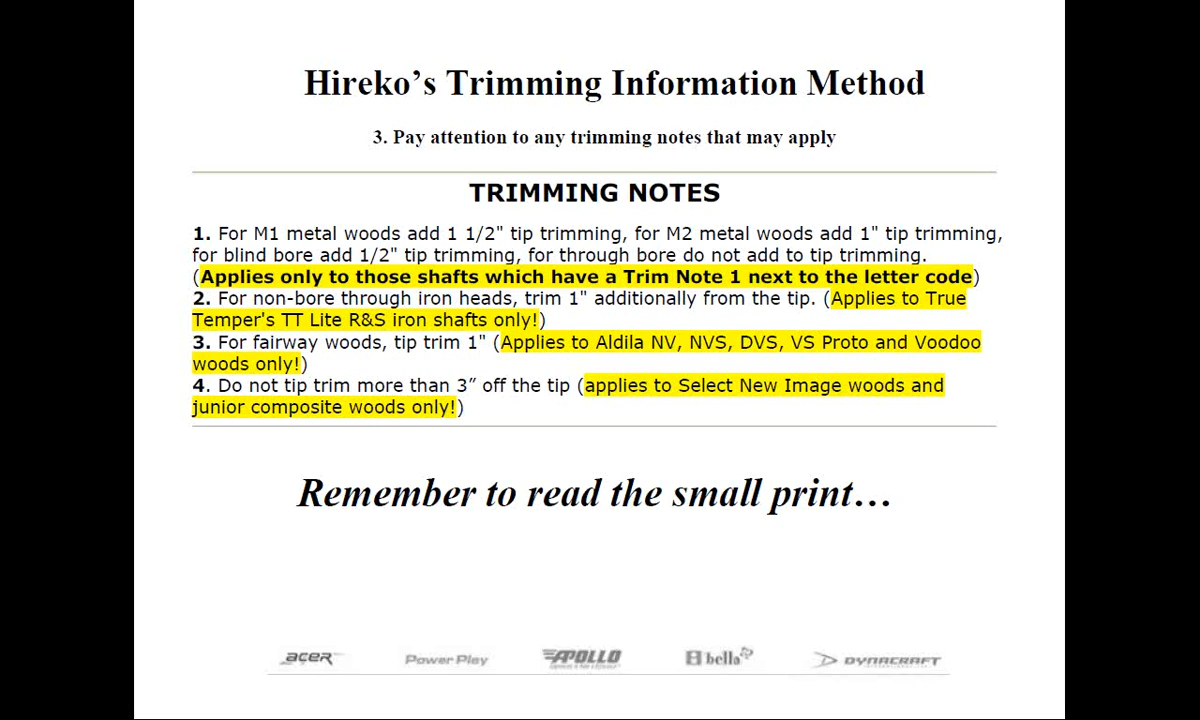 Hireko’s Trimming Information Method
3. Pay attention to any trimming notes that may apply
TRIMMING NOTES
1. For M1 metal woods add 1 1/2" tip trimming, for M2 metal woods add 1" tip trimming,
for blind bore add 1/2" tip trimming, for through bore do not add to tip trimming.
(Applies only to those shafts which have a Trim Note 1 next to the letter code)
2. For non-bore through iron heads, trim 1" additionally from the tip. (Applies to True
Temper's TT Lite R&S iron shafts only!)
3. For fairway woods, tip trim 1" (Applies to Aldila NV, NVS, DVS, VS Proto and Voodoo
woods only!)
4. Do not tip trim more than 3” off the tip (applies to Select New Image woods and
junior composite woods only!)
Remember to read the small print…
acer Power Play APOLLO bella DYNACRAFT